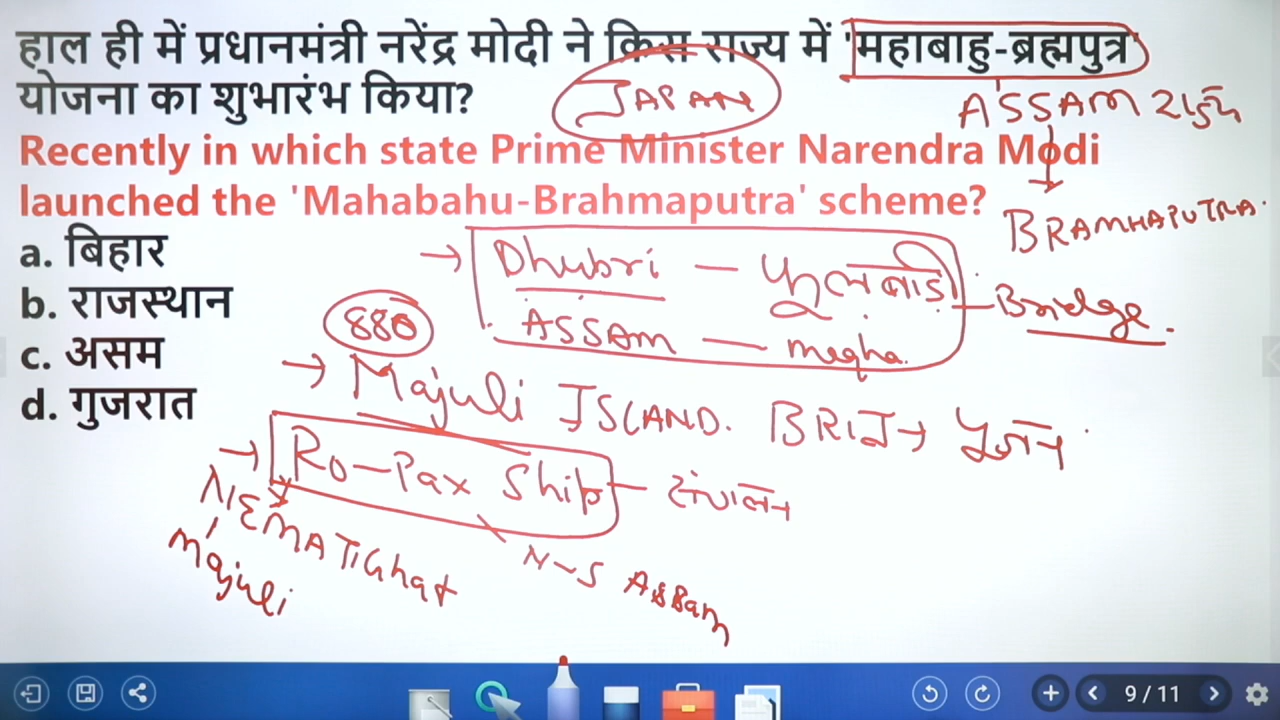 हाल ही में प्रधानमंत्री नरेंद्र मोदी ने किस राज्य में 'महाबाहु-ब्रह्मपुत्र'
योजना का शुभारंभ किया?
JAPAN
ASSAM राज्य
Recently in which state Prime Minister Narendra Modi
launched the 'Mahabahu-Brahmaputra' scheme?
BRAMHAPUTRA.
a. बिहार
b. राजस्थान
c. असम
d. गुजरात
→ Dhubri — फूलबाड़ी
ASSAM — megha.
Bridge.
880
→ Majuli ISLAND. BRIJ →
→ Ro-Pax Ship — संचालन
NEMATIGhat
Majuli
N-S ASSam
9 / 11